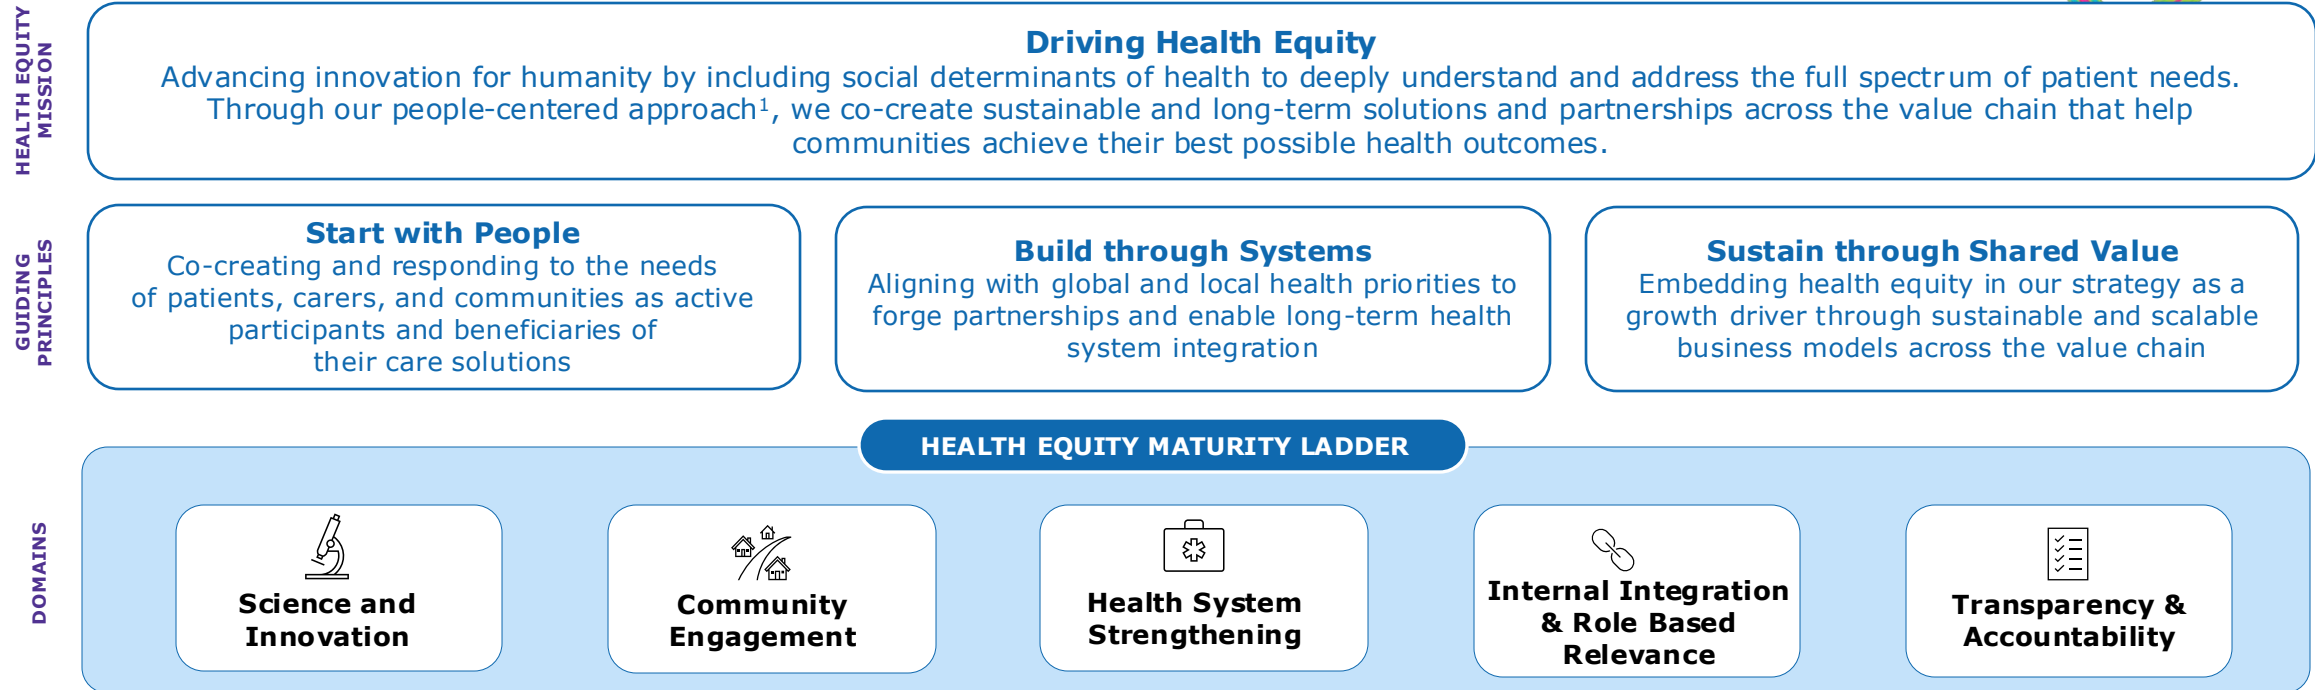 HEALTH EQUITY
MISSION
Driving Health Equity
Advancing innovation for humanity by including social determinants of health to deeply understand and address the full spectrum of patient needs.
Through our people-centered approach¹, we co-create sustainable and long-term solutions and partnerships across the value chain that help
communities achieve their best possible health outcomes.
GUIDING
PRINCIPLES
Start with People
Co-creating and responding to the needs
of patients, carers, and communities as active
participants and beneficiaries of
their care solutions
Build through Systems
Aligning with global and local health priorities to
forge partnerships and enable long-term health
system integration
Sustain through Shared Value
Embedding health equity in our strategy as a
growth driver through sustainable and scalable
business models across the value chain
HEALTH EQUITY MATURITY LADDER
DOMAINS
Science and
Innovation
Community
Engagement
Health System
Strengthening
Internal Integration
& Role Based
Relevance
Transparency &
Accountability